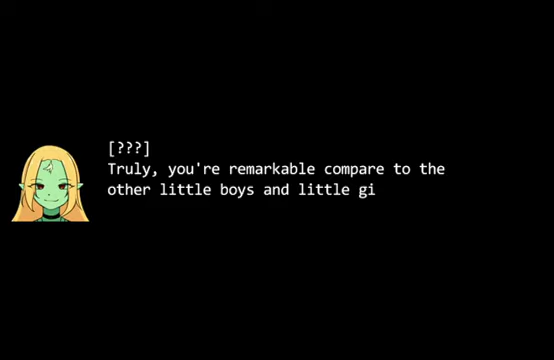 [???]
Truly, you're remarkable compare to the
other little boys and little gi